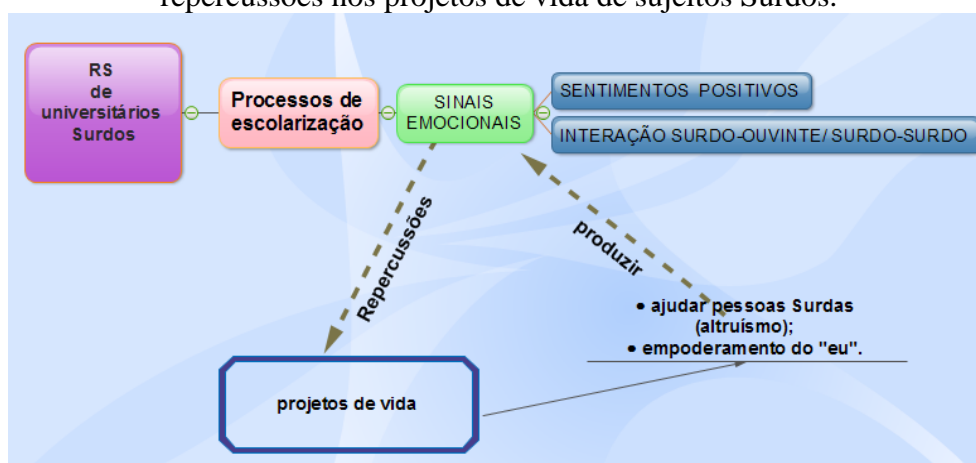 repercussões nos projetos de vida de sujeitos Surdos.
RS
de
universitários
Surdos
Processos de
escolarização
SINAIS
EMOCIONAIS
SENTIMENTOS POSITIVOS
INTERAÇÃO SURDO-OUVINTE/ SURDO-SURDO
Repercussões
produzir
• ajudar pessoas Surdas
(altruísmo);
• empoderamento do "eu".
projetos de vida